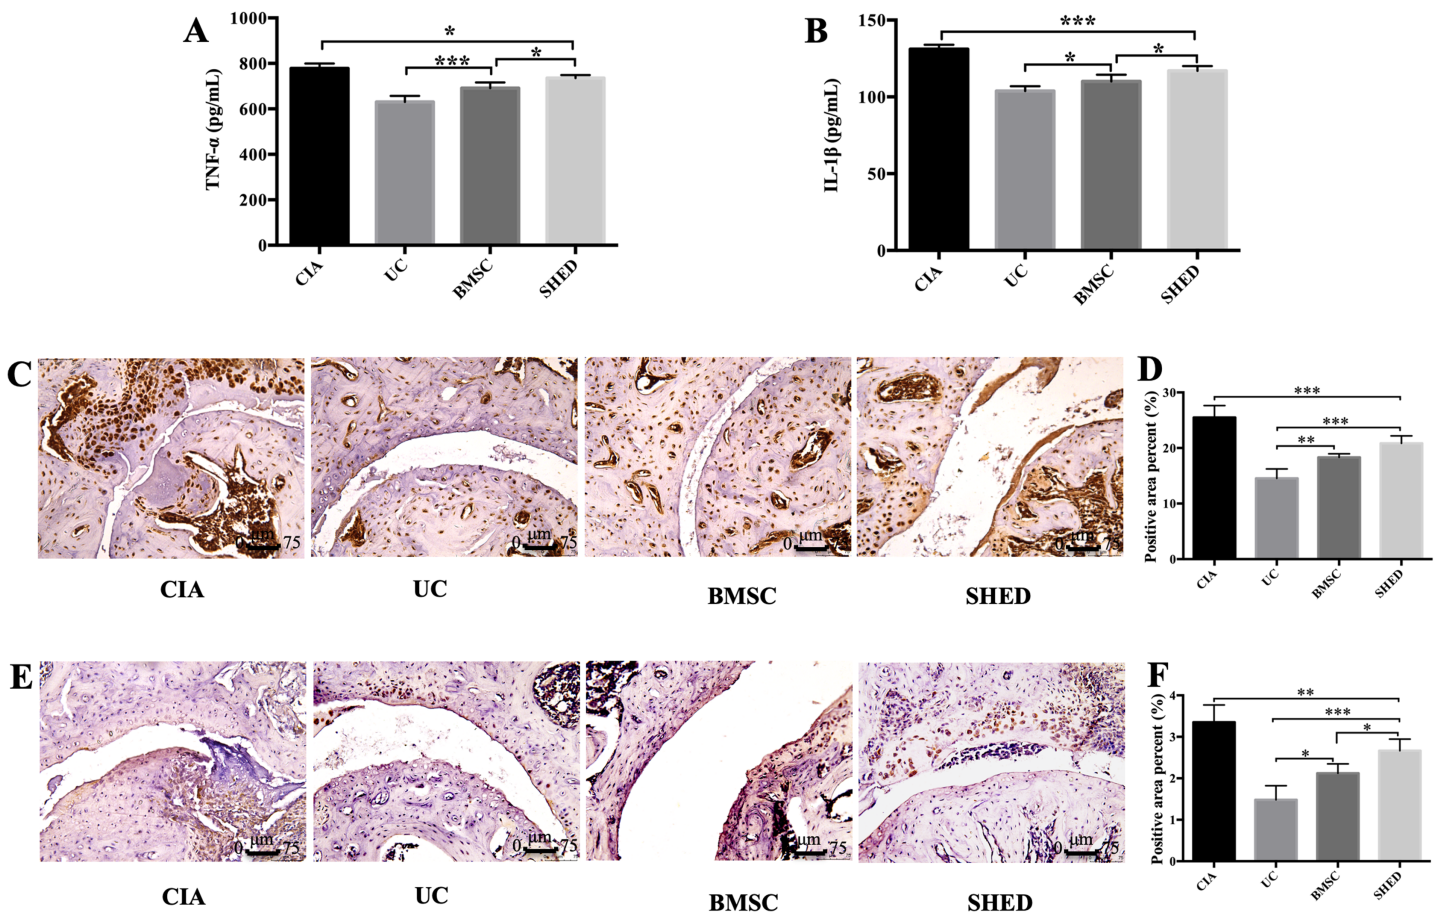 A
1000
800
600
400
200
0
TNF-α (pg/mL)
*
***
*
CIA
UC
BMSC
SHED
B
150
100
50
0
IL-1β (pg/mL)
***
*
*
CIA
UC
BMSC
SHED
C
0 μm 75
0 μm 75
0 μm 75
0 μm 75
CIA
UC
BMSC
SHED
D
30
20
10
0
Positive area percent (%)
***
***
**
CIA
UC
BMSC
SHED
E
0 μm 75
0 μm 75
0 μm 75
0 μm 75
CIA
UC
BMSC
SHED
F
4
3
2
1
0
Positive area percent (%)
**
***
*
*
CIA
UC
BMSC
SHED